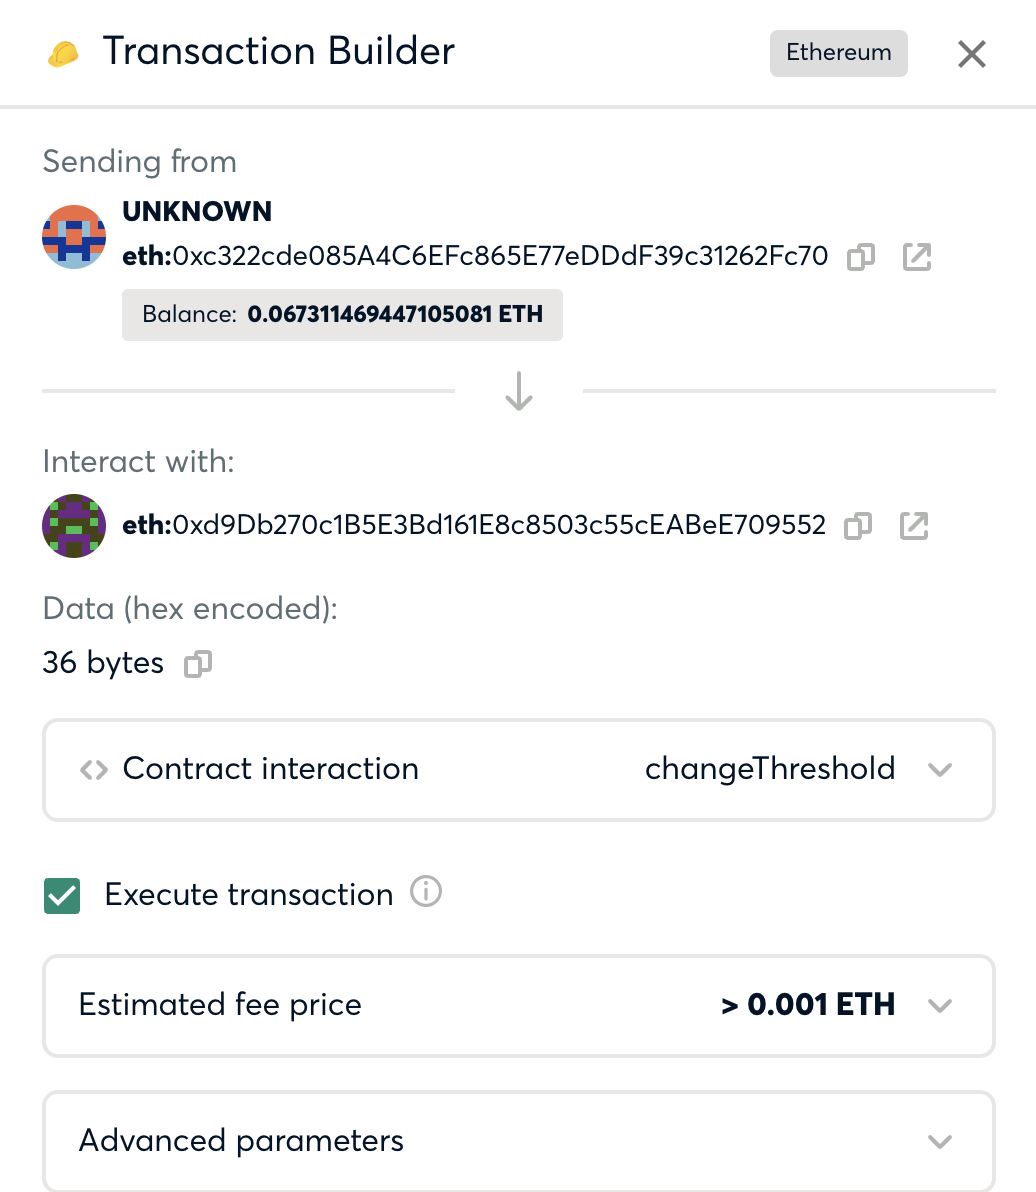 Transaction Builder
Ethereum
Sending from
UNKNOWN
eth:0xc322cde085A4C6EFc865E77eDDdF39c31262Fc70
Balance: 0.067311469447105081 ETH
Interact with:
eth:0xd9Db270c1B5E3Bd161E8c8503c55cEABeE709552
Data (hex encoded):
36 bytes
Contract interaction
changeThreshold
Execute transaction
Estimated fee price
> 0.001 ETH
Advanced parameters